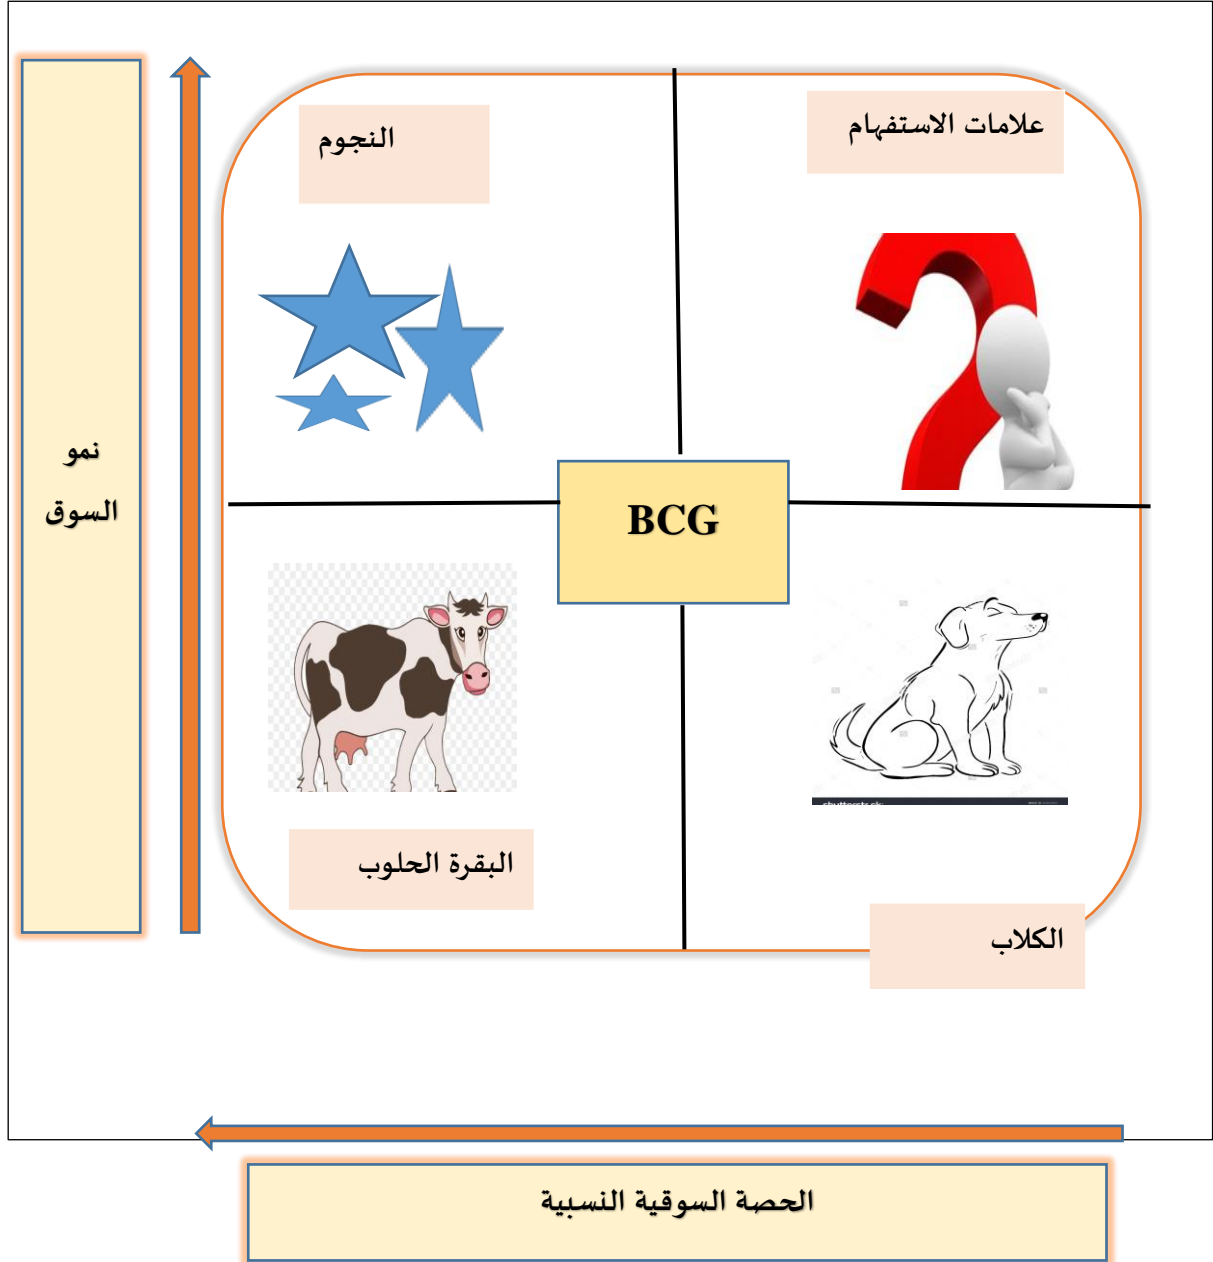 علامات الاستفهام
النجوم
نمو
السوق
BCG
البقرة الحلوب
الكلاب
الحصة السوقية النسبية